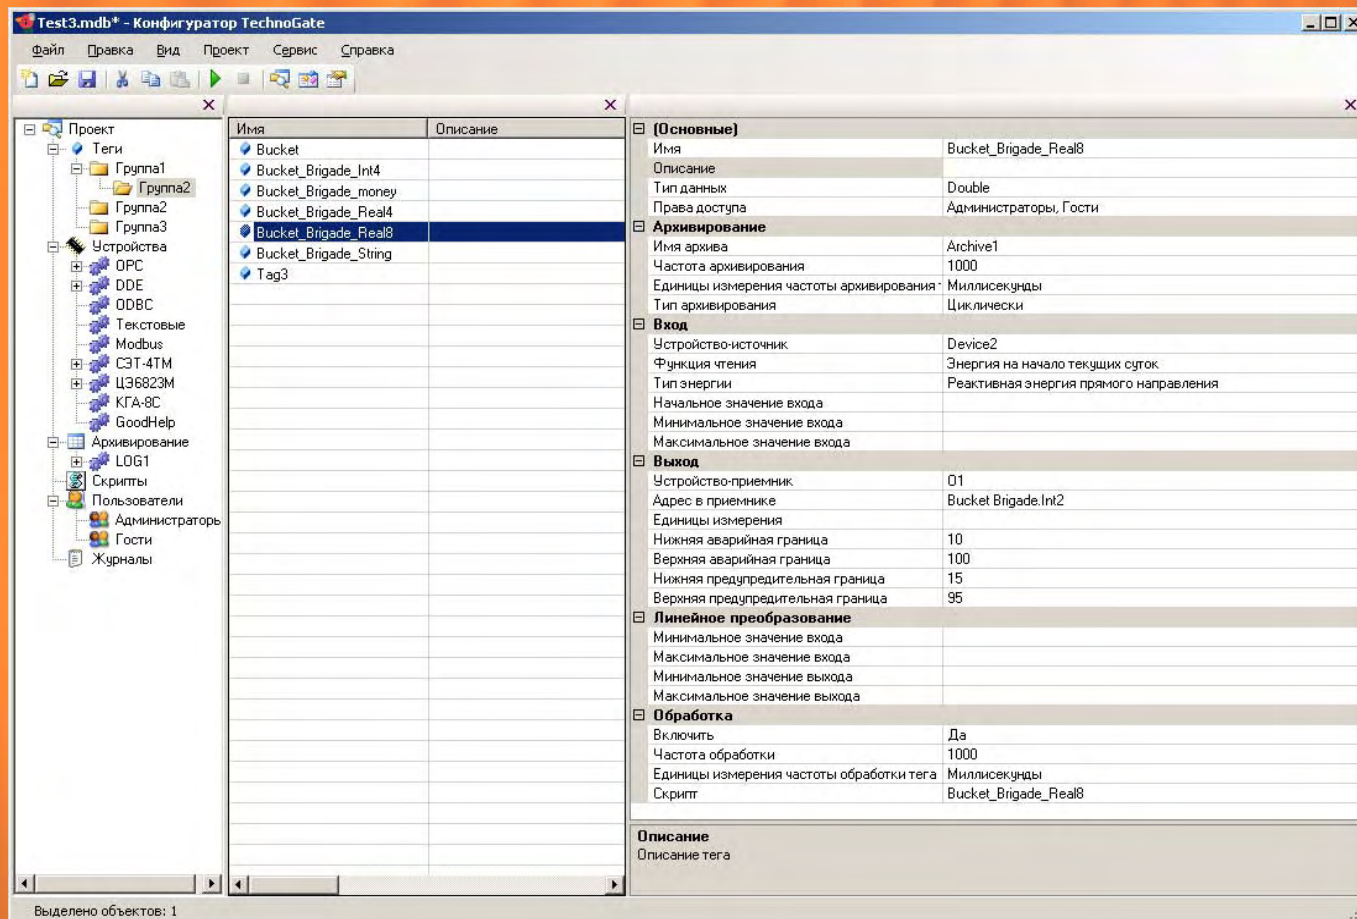 Test3.mdb* - Конфигуратор TechnoGate
Файл Правка Вид Проект Сервис Справка
Проект
Теги
Группа1
Группа2
Группа2
Группа3
Устройства
OPC
DDE
ODBC
Текстовые
Modbus
СЭТ-4ТМ
ЦЭ6823М
КГА-8С
GoodHelp
Архивирование
LOG1
Скрипты
Пользователи
Администраторы
Гости
Журналы
Имя Описание
Bucket
Bucket_Brigade_Int4
Bucket_Brigade_money
Bucket_Brigade_Real4
Bucket_Brigade_Real8
Bucket_Brigade_String
Tag3
(Основные)
Имя Bucket_Brigade_Real8
Описание
Тип данных Double
Права доступа Администраторы, Гости
Архивирование
Имя архива Archive1
Частота архивирования 1000
Единицы измерения частоты архивирования Миллисекунды
Тип архивирования Циклически
Вход
Устройство-источник Device2
Функция чтения Энергия на начало текущих суток
Тип энергии Реактивная энергия прямого направления
Начальное значение входа
Минимальное значение входа
Максимальное значение входа
Выход
Устройство-приемник O1
Адрес в приемнике Bucket Brigade.Int2
Единицы измерения
Нижняя аварийная граница 10
Верхняя аварийная граница 100
Нижняя предупредительная граница 15
Верхняя предупредительная граница 95
Линейное преобразование
Минимальное значение входа
Максимальное значение входа
Минимальное значение выхода
Максимальное значение выхода
Обработка
Включить Да
Частота обработки 1000
Единицы измерения частоты обработки тега Миллисекунды
Скрипт Bucket_Brigade_Real8
Описание
Описание тега
Выделено объектов: 1